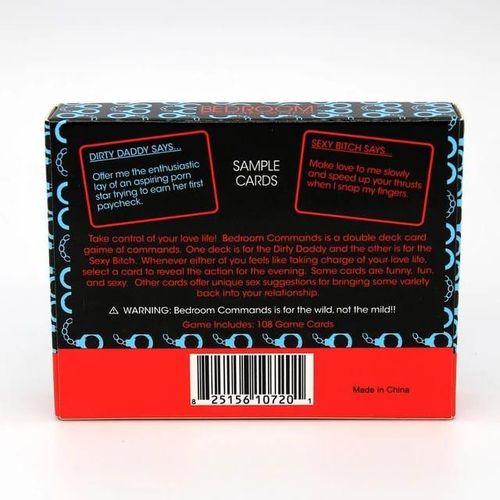 BEDROOM
DIRTY DADDY SAYS...
Offer me the enthusiastic
lay of an aspiring porn
star trying to earn her first
paycheck.
SAMPLE
CARDS
SEXY BITCH SAYS...
Make love to me slowly
and speed up your thrusts
when I snap my fingers.
Take control of your love life! Bedroom Commands is a double deck card
game of commands. One deck is for the Dirty Daddy and the other is for the
Sexy Bitch. Whenever either of you feels like taking charge of your love life,
select a card to reveal the action for the evening. Some cards are funny, fun,
and sexy. Other cards offer unique sex suggestions for bringing some variety
back into your relationship.
⚠ WARNING: Bedroom Commands is for the wild, not the mild!!
Game Includes: 108 Game Cards
8 25156 10720 1
Made in China